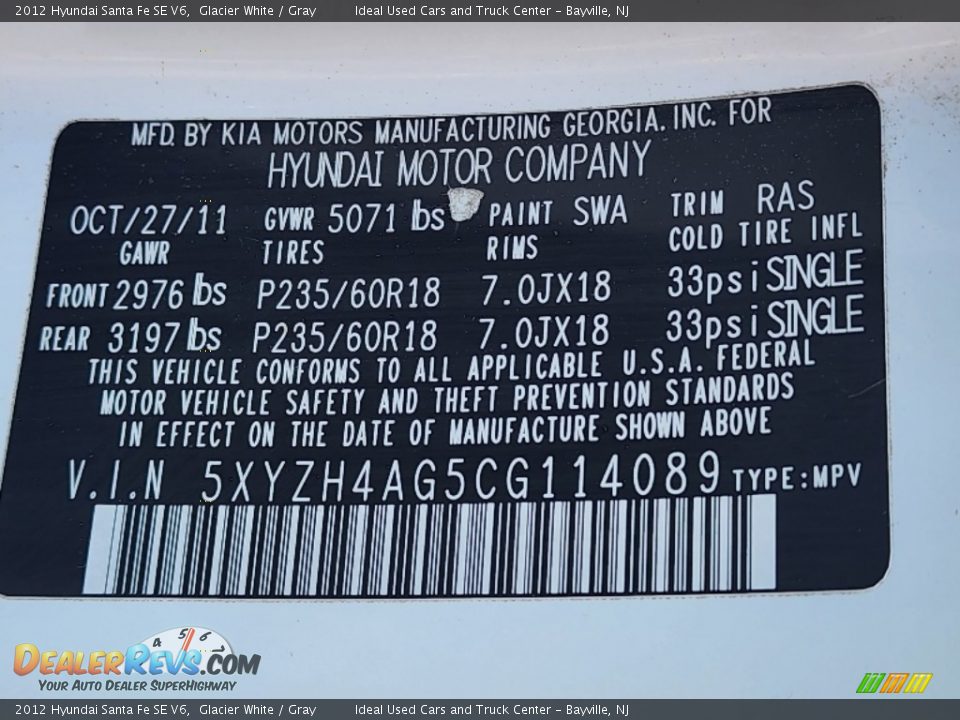 2012 Hyundai Santa Fe SE V6, Glacier White / Gray Ideal Used Cars and Truck Center - Bayville, NJ
MFD. BY KIA MOTORS MANUFACTURING GEORGIA. INC. FOR
HYUNDAI MOTOR COMPANY
OCT/27/11 GVWR 5071 lbs PAINT SWA TRIM RAS
GAWR TIRES RIMS COLD TIRE INFL
FRONT 2976 lbs P235/60R18 7.0JX18 33psi SINGLE
REAR 3197 lbs P235/60R18 7.0JX18 33psi SINGLE
THIS VEHICLE CONFORMS TO ALL APPLICABLE U.S.A. FEDERAL
MOTOR VEHICLE SAFETY AND THEFT PREVENTION STANDARDS
IN EFFECT ON THE DATE OF MANUFACTURE SHOWN ABOVE
V.I.N 5XYZH4AG5CG114089 TYPE:MPV
4 5 6
DEALERREVS.COM
YOUR AUTO DEALER SUPERHIGHWAY
2012 Hyundai Santa Fe SE V6, Glacier White / Gray Ideal Used Cars and Truck Center - Bayville, NJ